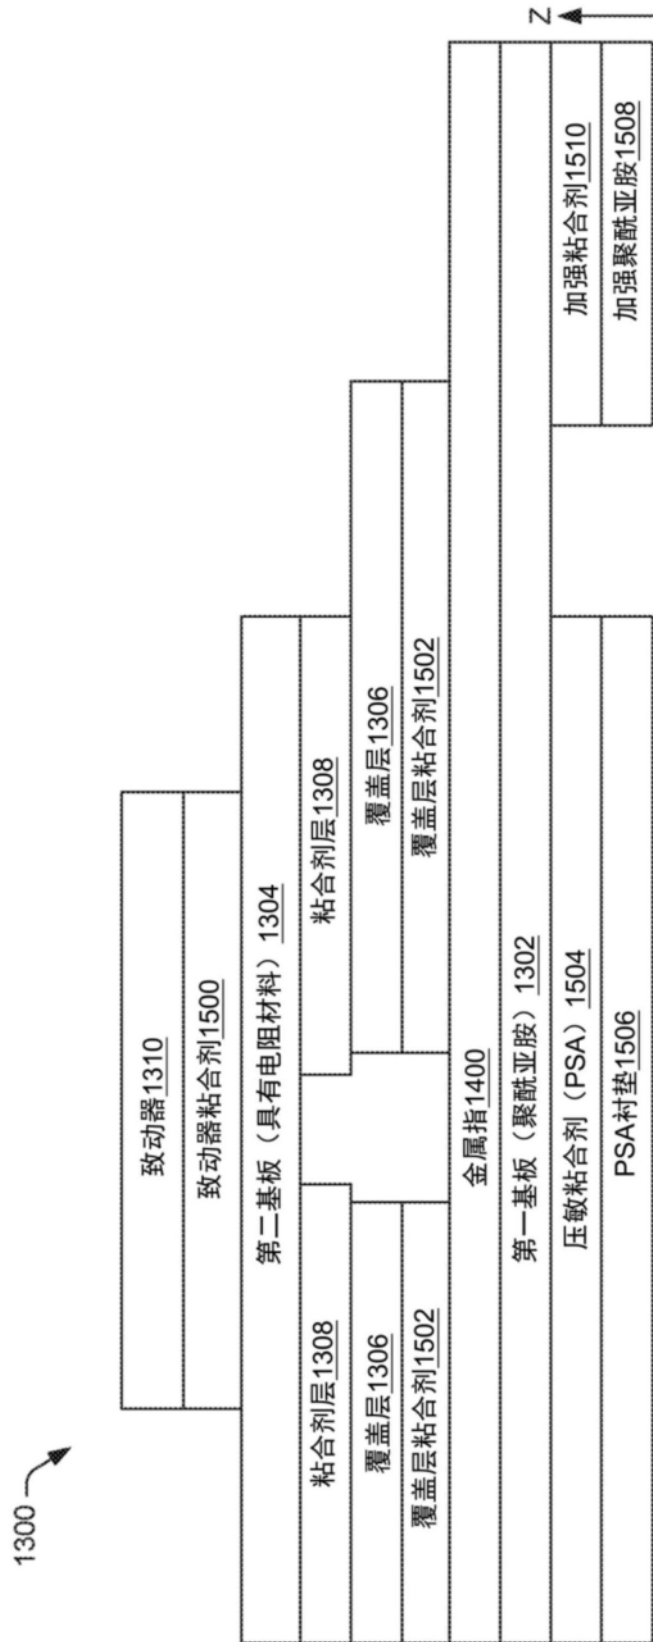 1300
致动器1310
致动器粘合剂1500
第二基板（具有电阻材料）1304
粘合剂层1308
粘合剂层1308
覆盖层1306
覆盖层1306
覆盖层粘合剂1502
覆盖层粘合剂1502
金属指1400
第一基板（聚酰亚胺）1302
压敏粘合剂（PSA）1504
加强粘合剂1510
PSA衬垫1506
加强聚酰亚胺1508
Z